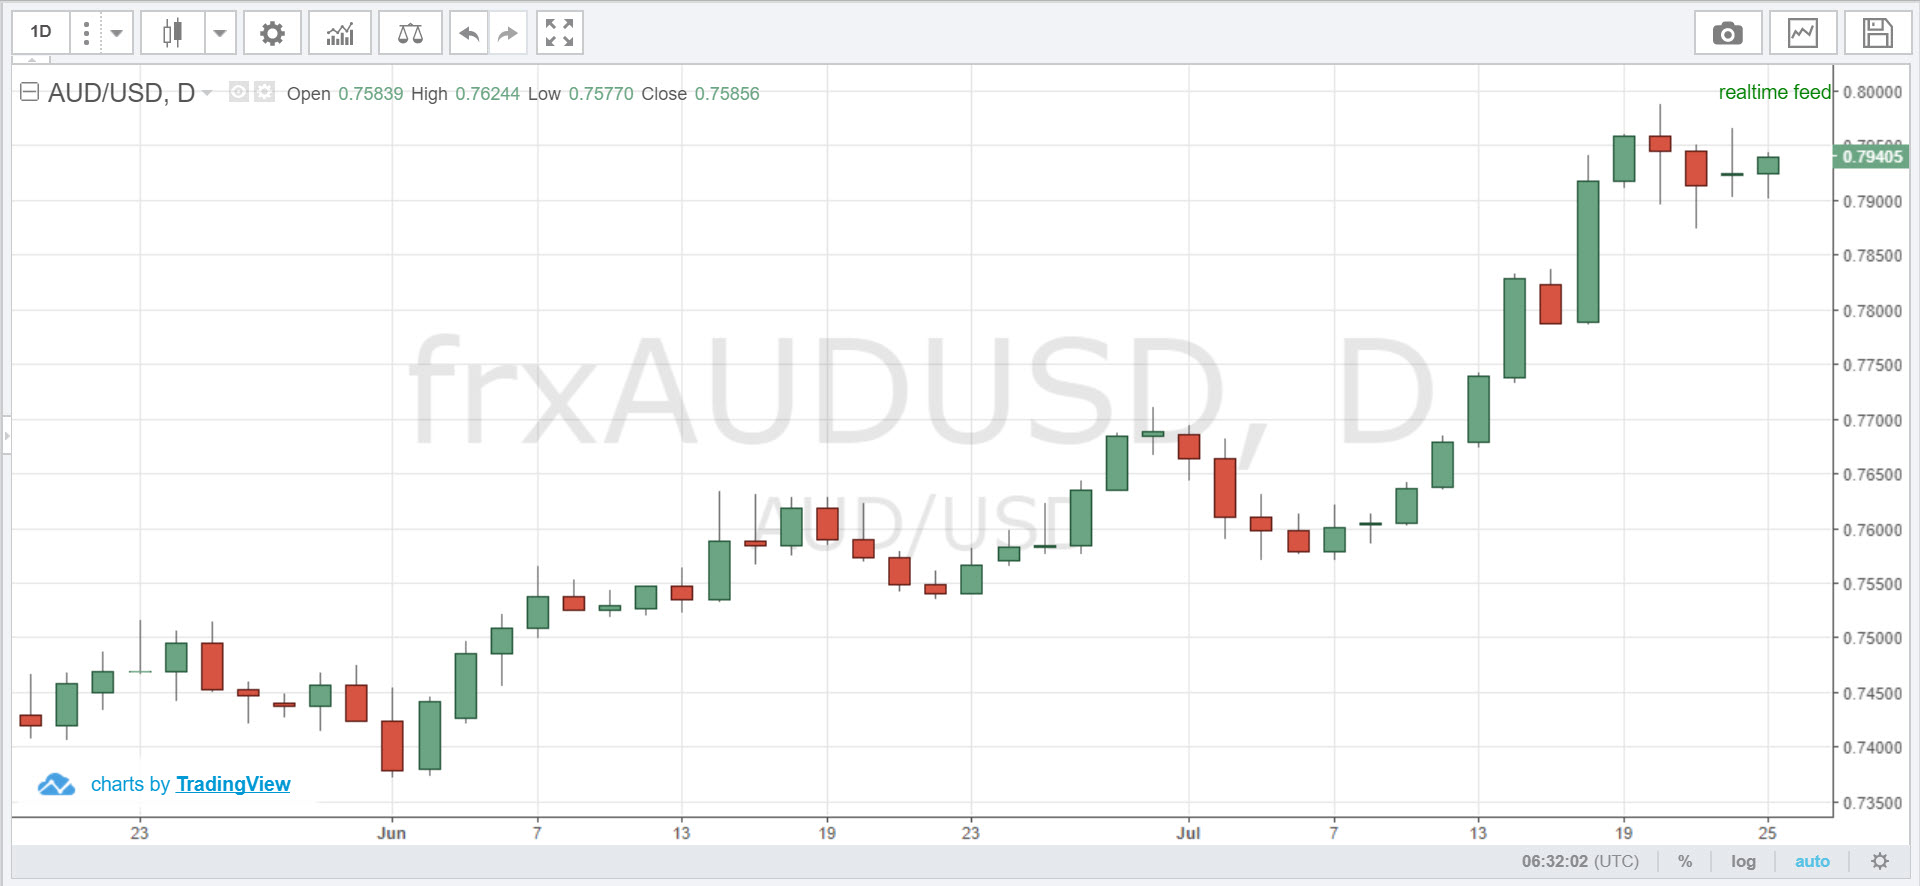 1D
AUD/USD, D Open 0.75839 High 0.76244 Low 0.75770 Close 0.75856
realtime feed
0.80000
0.79405
0.79000
0.78500
0.78000
0.77500
0.77000
0.76500
0.76000
0.75500
0.75000
0.74500
0.74000
0.73500
frxAUDUSD, D
AUD/USD
charts by TradingView
23 Jun 7 13 19 23 Jul 7 13 19 25
06:32:02 (UTC) % log auto